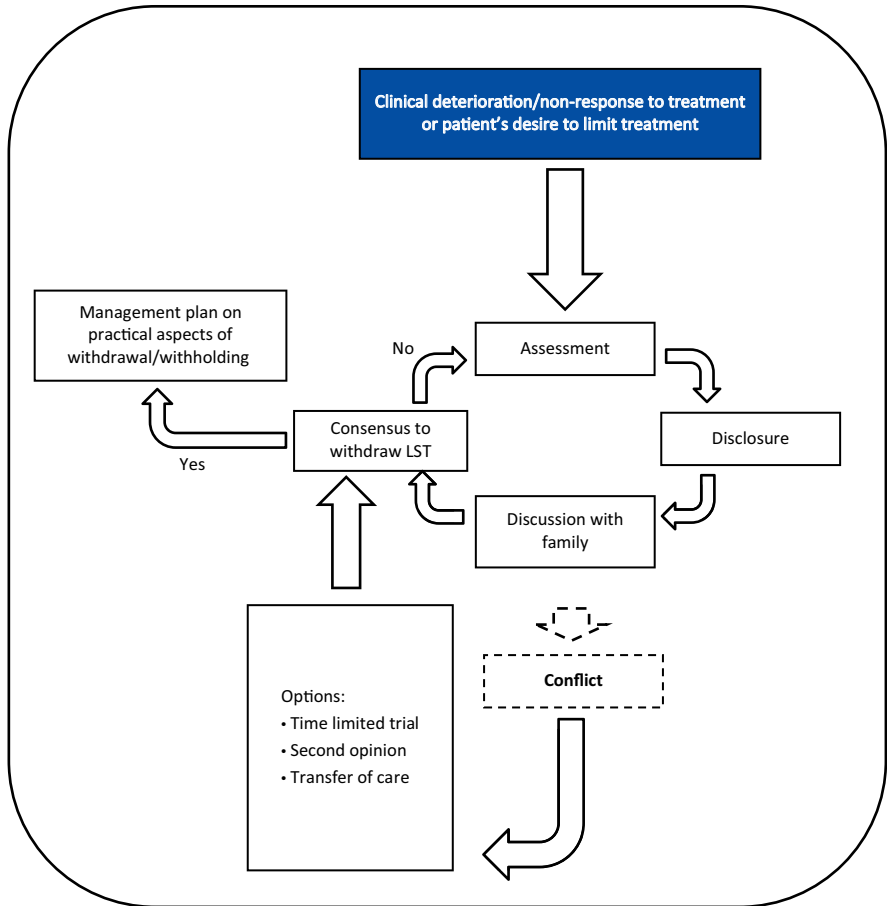 Clinical deterioration/non-response to treatment
or patient's desire to limit treatment
Management plan on
practical aspects of
withdrawal/withholding
No
Assessment
Consensus to
withdraw LST
Disclosure
Yes
Discussion with
family
Conflict
Options:
• Time limited trial
• Second opinion
• Transfer of care